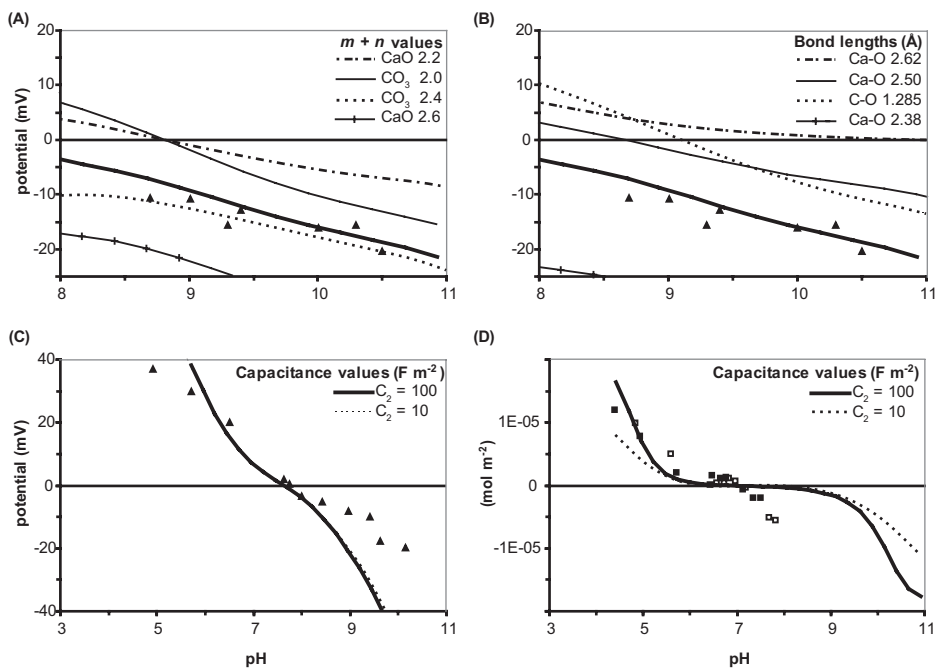 (A)
m + n values
CaO 2.2
CO3 2.0
CO3 2.4
CaO 2.6
potential (mV)
20
10
0
-10
-20
8
9
10
11
(B)
Bond lengths (Å)
Ca-O 2.62
Ca-O 2.50
C-O 1.285
Ca-O 2.38
20
10
0
-10
-20
8
9
10
11
(C)
Capacitance values (F m-2)
C2 = 100
C2 = 10
potential (mV)
40
20
0
-20
-40
3
5
7
9
11
pH
(D)
Capacitance values (F m-2)
C2 = 100
C2 = 10
(mol m-2)
1E-05
0
-1E-05
3
5
7
9
11
pH